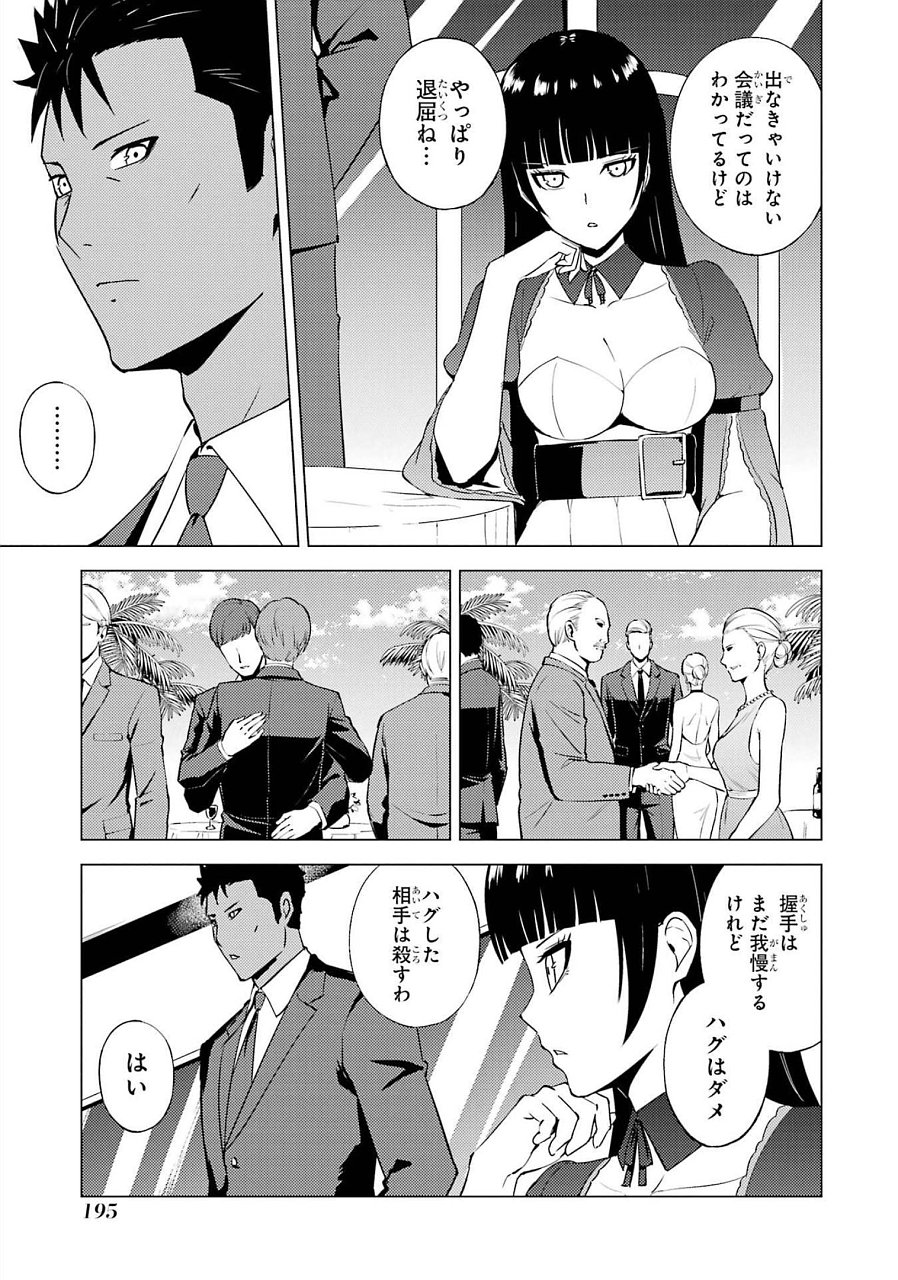 出なきゃいけない
会議だってのは
わかってるけど
やっぱり
退屈ね…
………
握手は
まだ我慢する
けれど
ハグはダメ
ハグした
相手は殺すわ
はい
195